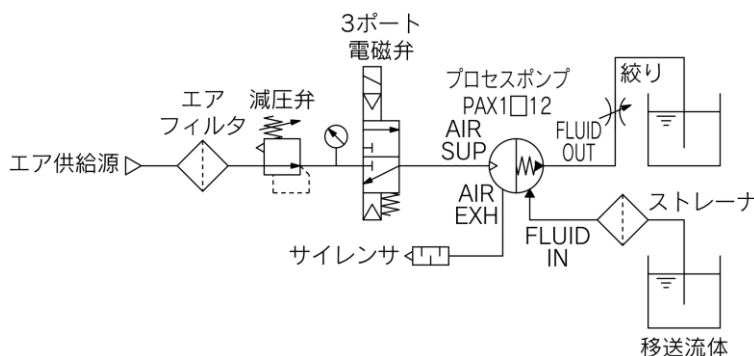 3ポート
電磁弁
エア
フィルタ
減圧弁
プロセスポンプ
PAX1□12
絞り
エア供給源
AIR
SUP
FLUID
OUT
AIR
EXH
FLUID
IN
ストレーナ
サイレンサ
移送流体